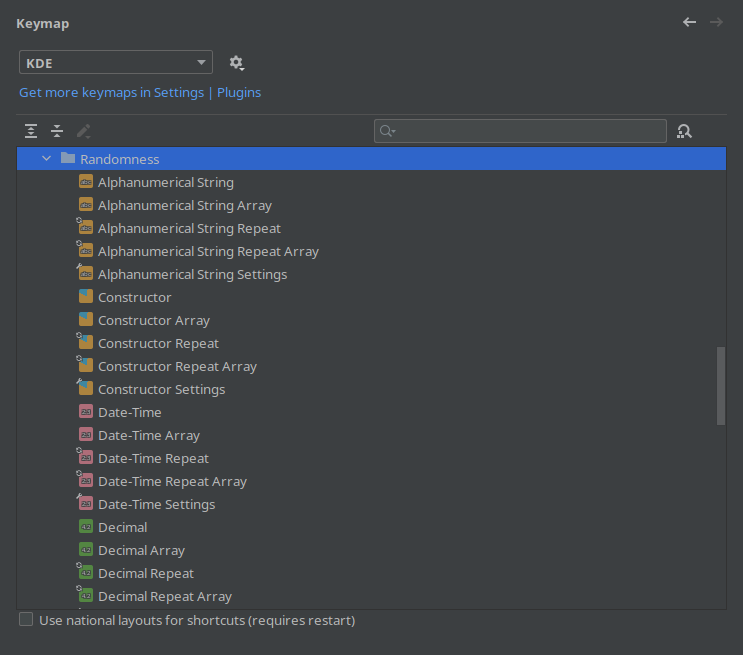 Keymap
KDE
Get more keymaps in Settings | Plugins
Randomness
Alphanumerical String
Alphanumerical String Array
Alphanumerical String Repeat
Alphanumerical String Repeat Array
Alphanumerical String Settings
Constructor
Constructor Array
Constructor Repeat
Constructor Repeat Array
Constructor Settings
Date-Time
Date-Time Array
Date-Time Repeat
Date-Time Repeat Array
Date-Time Settings
Decimal
Decimal Array
Decimal Repeat
Decimal Repeat Array
Use national layouts for shortcuts (requires restart)